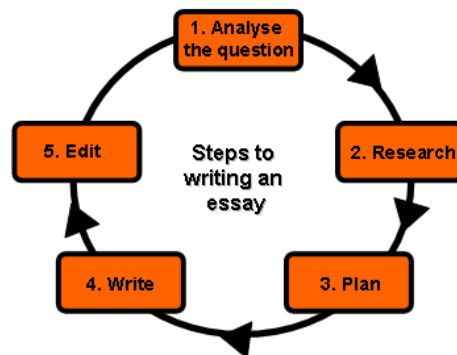 1. Analyse
the question
2. Research
3. Plan
4. Write
5. Edit
Steps to
writing an
essay